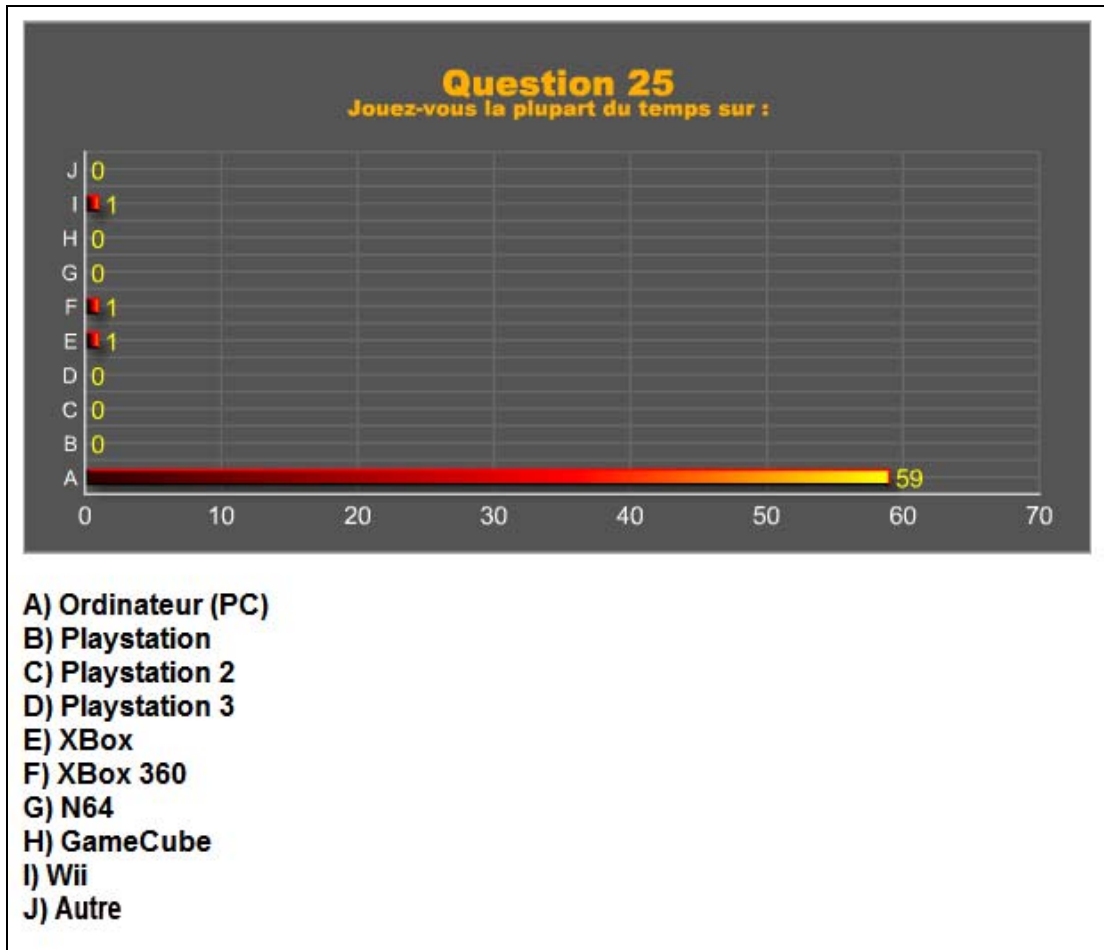 Question 25
Jouez-vous la plupart du temps sur :
J 0
I 1
H 0
G 0
F 1
E 1
D 0
C 0
B 0
A 59
0 10 20 30 40 50 60 70
A) Ordinateur (PC)
B) Playstation
C) Playstation 2
D) Playstation 3
E) XBox
F) XBox 360
G) N64
H) GameCube
I) Wii
J) Autre